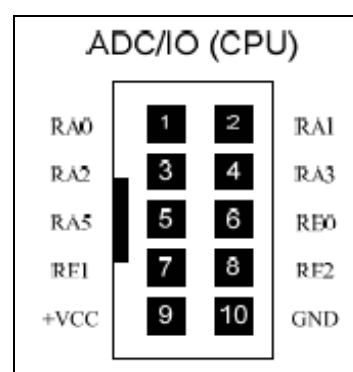 ADC/IO (CPU)
RA0 1 2 RA1
RA2 3 4 RA3
RA5 5 6 RE0
RE1 7 8 RE2
+VCC 9 10 GND